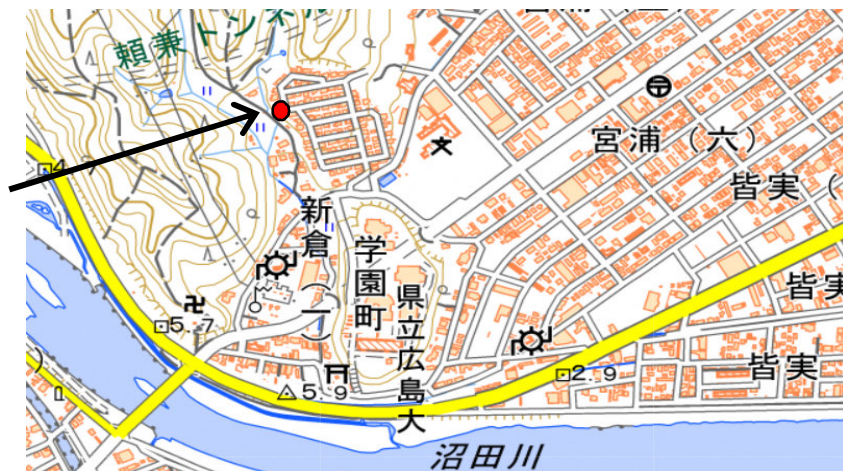 頼兼トンネル
宮浦（六）
皆実（
4
新倉（一）
学園町
県立広島大
5.7
皆実
2.9
皆実
5.9
沼田川